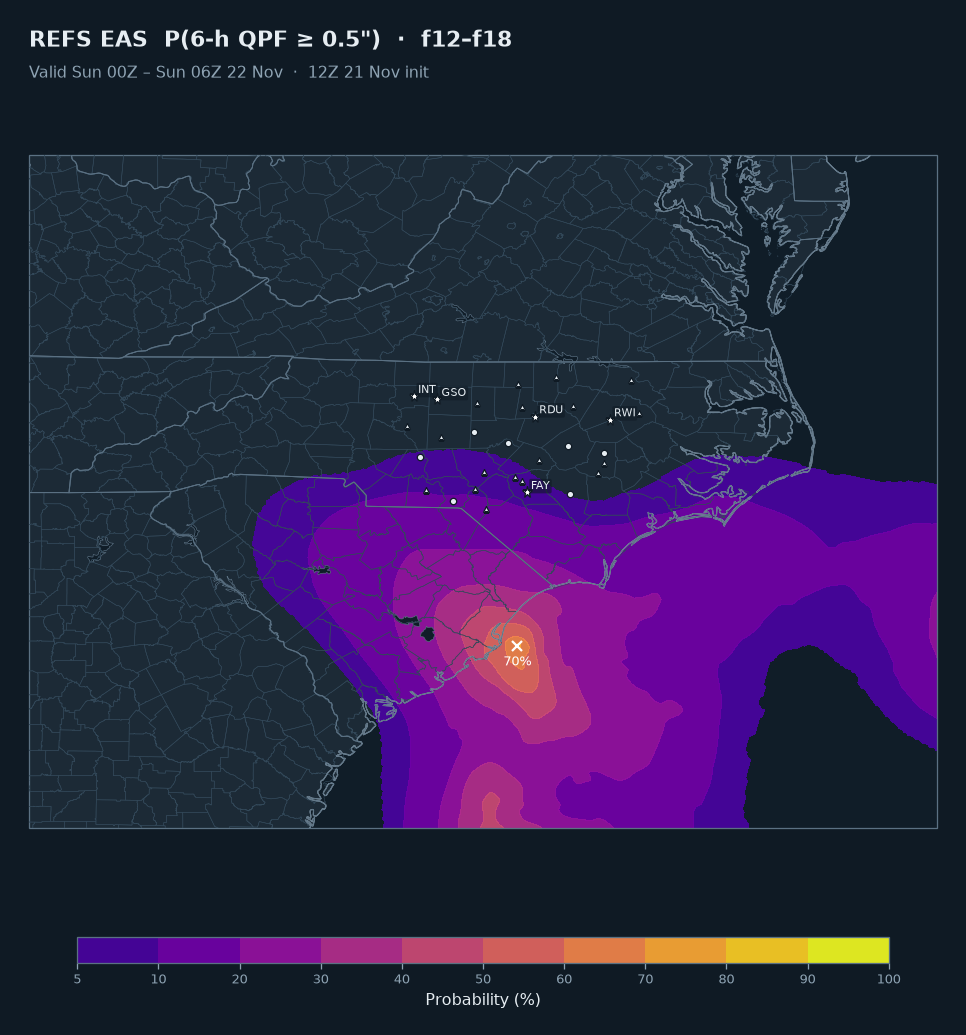 REFS EAS  P(6-h QPF ≥ 0.5")  ·  f12–f18
Valid Sun 00Z – Sun 06Z 22 Nov  ·  12Z 21 Nov init
INT
GSO
RDU
RWI
FAY
70%
5 10 20 30 40 50 60 70 80 90 100
Probability (%)